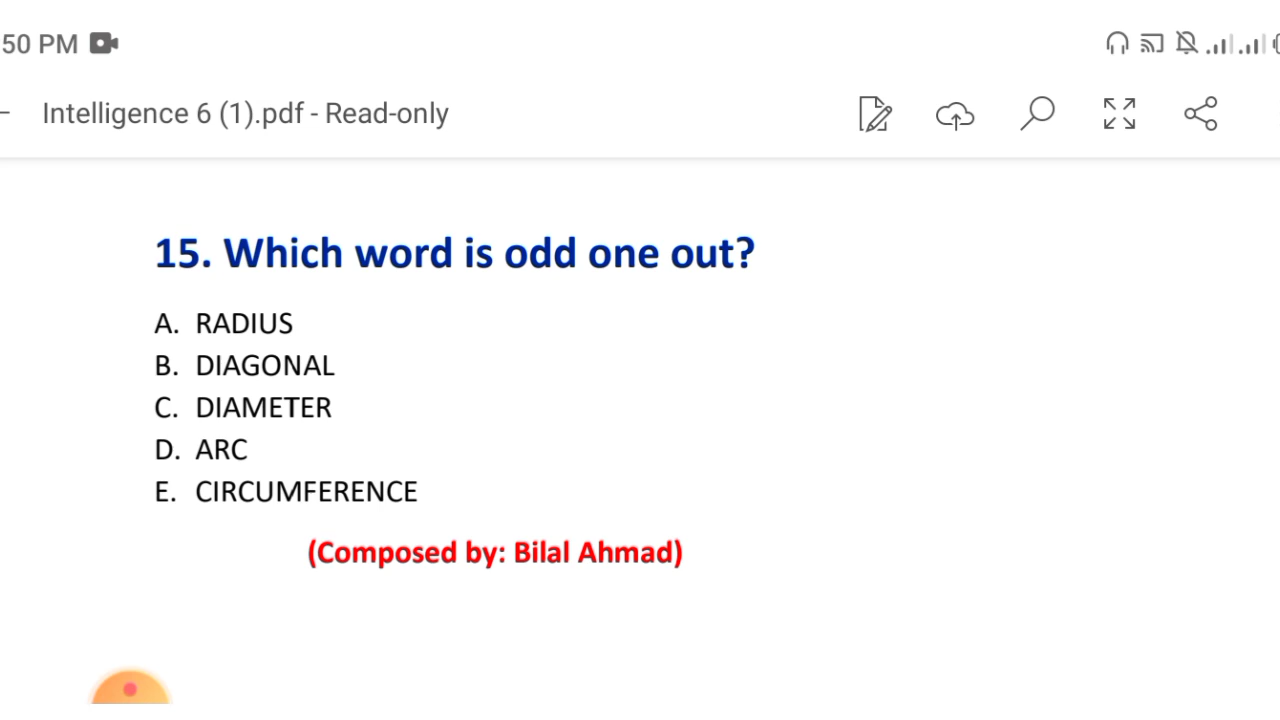 50 PM
Intelligence 6 (1).pdf - Read-only
15. Which word is odd one out?
A. RADIUS
B. DIAGONAL
C. DIAMETER
D. ARC
E. CIRCUMFERENCE
(Composed by: Bilal Ahmad)